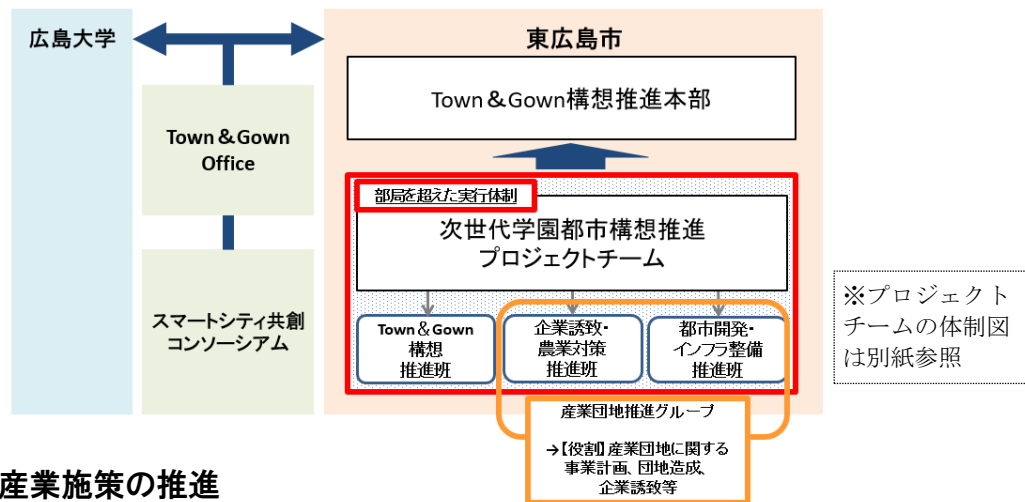 広島大学
東広島市
Town＆Gown構想推進本部
Town＆Gown
Office
スマートシティ共創
コンソーシアム
部局を超えた実行体制
次世代学園都市構想推進
プロジェクトチーム
Town＆Gown
構想
推進班
企業誘致・
農業対策
推進班
都市開発・
インフラ整備
推進班
産業団地推進グループ
→【役割】産業団地に関する
事業計画、団地造成、
企業誘致等
※プロジェクト
チームの体制図
は別紙参照
産業施策の推進